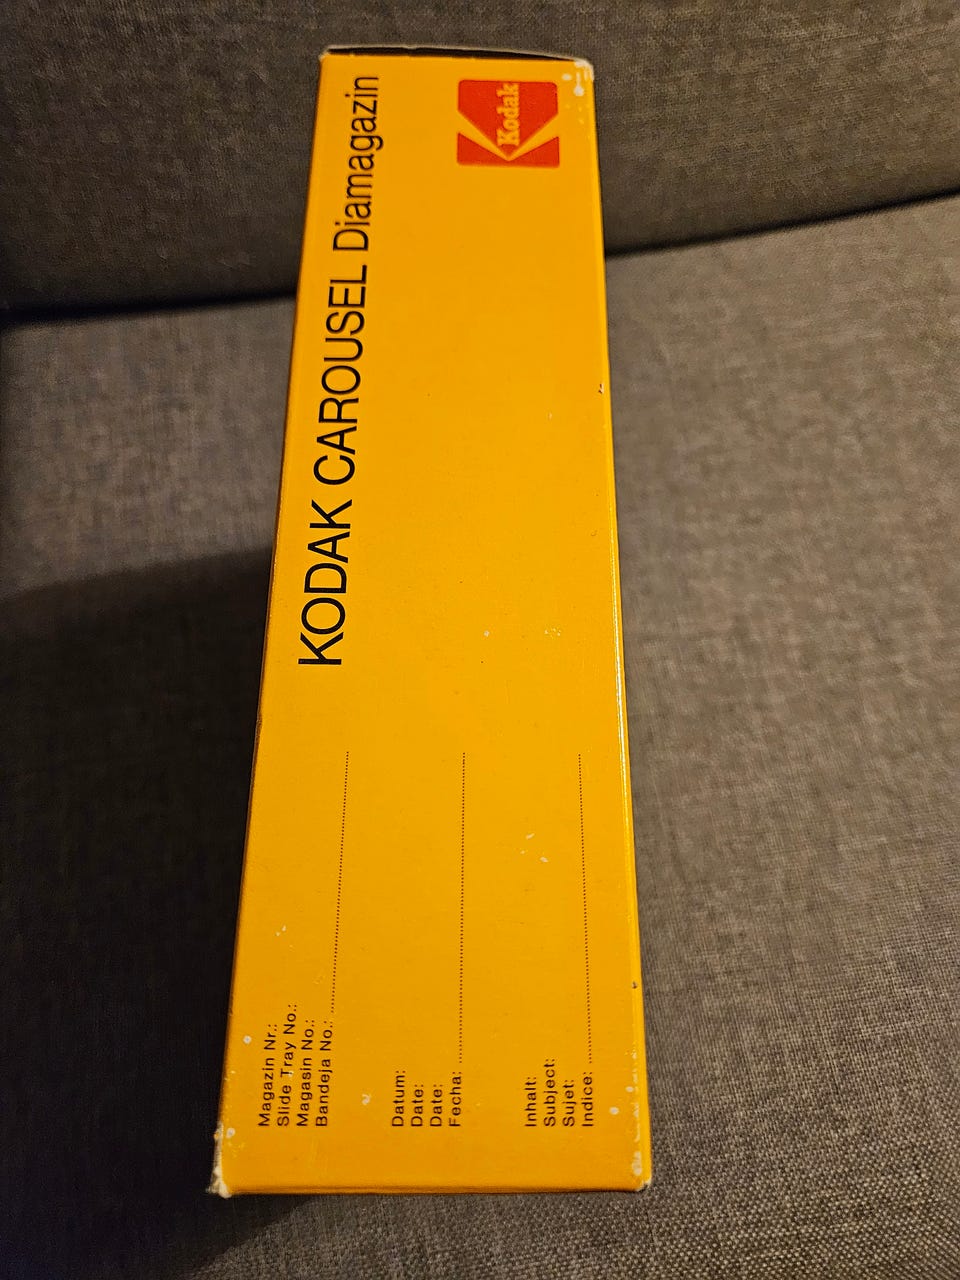 KODAK CAROUSEL Diamagazin
Kodak
Magazin Nr.:
Slide Tray No.:
Magasin No.:
Bandeja No.:
Datum:
Date:
Date:
Fecha:
Inhalt:
Subject:
Sujet:
Indice: